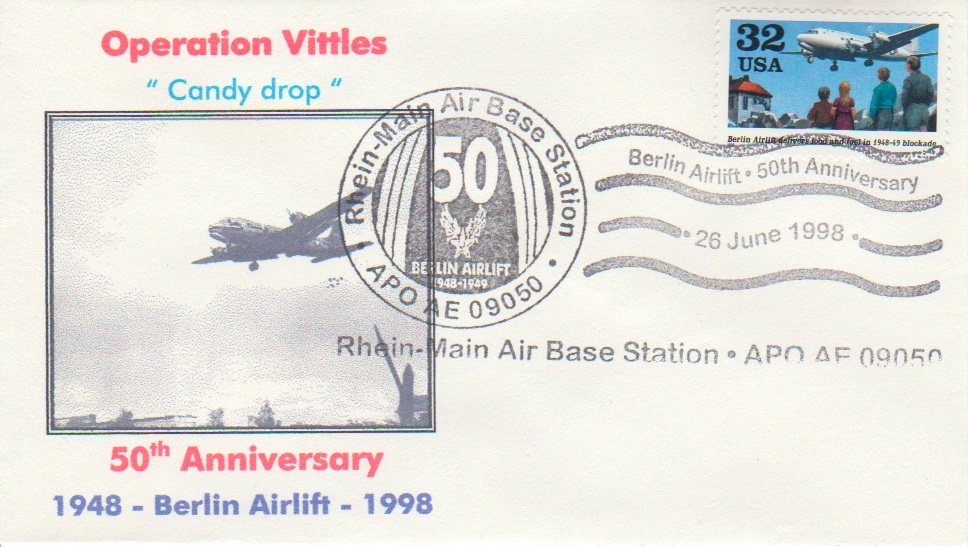 Operation Vittles
" Candy drop "
50th Anniversary
1948 - Berlin Airlift - 1998
Rhein-Main Air Base Station
50
BERLIN AIRLIFT
1948-1949
• APO AE 09050 •
32
USA
Berlin Airlift delivers food and fuel in 1948-49 blockade
Berlin Airlift • 50th Anniversary
• 26 June 1998 •
Rhein-Main Air Base Station • APO AE 09050